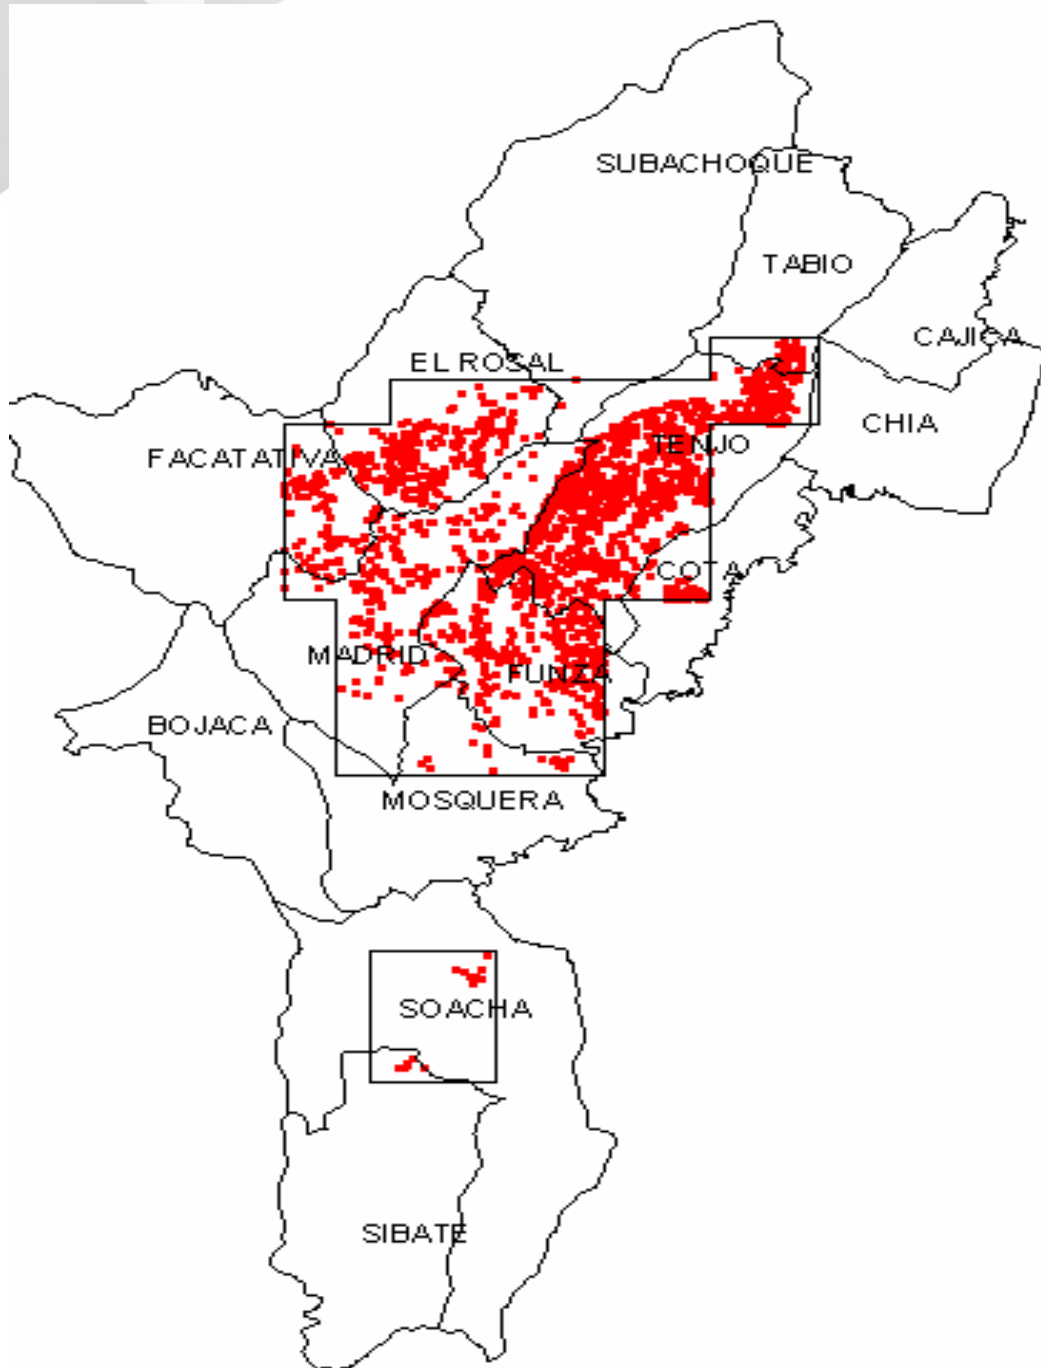 SUBACHOQUE
TABIO
CAJICA
EL ROSAL
CHIA
FACATATIVA
TENJO
COTA
MADRID
FUNZA
BOJACA
MOSQUERA
SOACHA
SIBATE